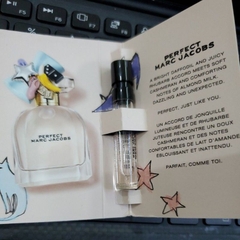 PERFECT
MARC JACOBS
A BRIGHT DAFFODIL AND JUICY
RHUBARB ACCORD MEETS SOFT
CASHMERAN AND COMFORTING
NOTES OF ALMOND MILK
DAZZLING AND UNEXPECTED
PERFECT, JUST LIKE YOU.
UN ACCORD DE JONQUILLE
LUMINEUSE ET DE RHUBARBE
JUTEUSE RENCONTRE UN DOUX
CASHMERAN ET DES NOTES
CONFORTABLES DE LAIT D'AMANDE
ÉBLOUISSANT ET INATTENDU.
PARFAIT, COMME TOI.
PERFECT
MARC JACOBS